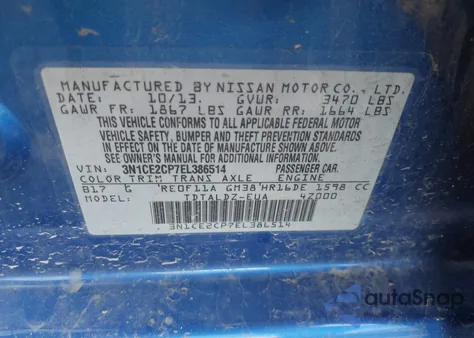 MANUFACTURED BY NISSAN MOTOR CO., LTD.
DATE: 10/13. GVWR: 3470 LBS
GAWR FR: 1867 LBS GAWR RR: 1664 LBS
THIS VEHICLE CONFORMS TO ALL APPLICABLE FEDERAL MOTOR
VEHICLE SAFETY, BUMPER AND THEFT PREVENTION STANDARDS
IN EFFECT ON THE DATE OF MANUFACTURE SHOWN ABOVE.
SEE OWNER'S MANUAL FOR ADDITIONAL LOADING INFORMATION.
VIN: 3N1CE2CP7EL386514 PASSENGER CAR
COLOR TRIM TRANS AXLE ENGINE
B17 G RE0F11A GM38 HR16DE 1598 CC
MODEL: TDTALDZ-EUA 4Z000
3N1CE2CP7EL386514
autoSnap